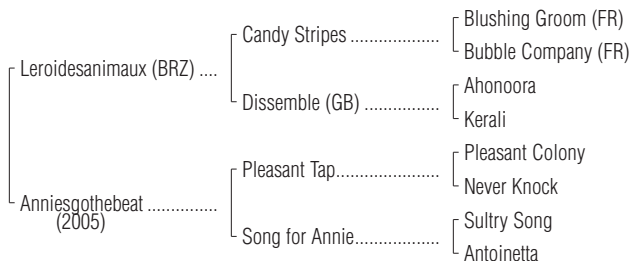 Blushing Groom (FR)
Candy Stripes ..................
Bubble Company (FR)
Leroidesanimaux (BRZ) ....
Ahonoora
Dissemble (GB) ...............
Kerali
Pleasant Colony
Pleasant Tap.....................
Never Knock
Anniesgothebeat ...............
(2005)
Sultry Song
Song for Annie.................
Antoinetta